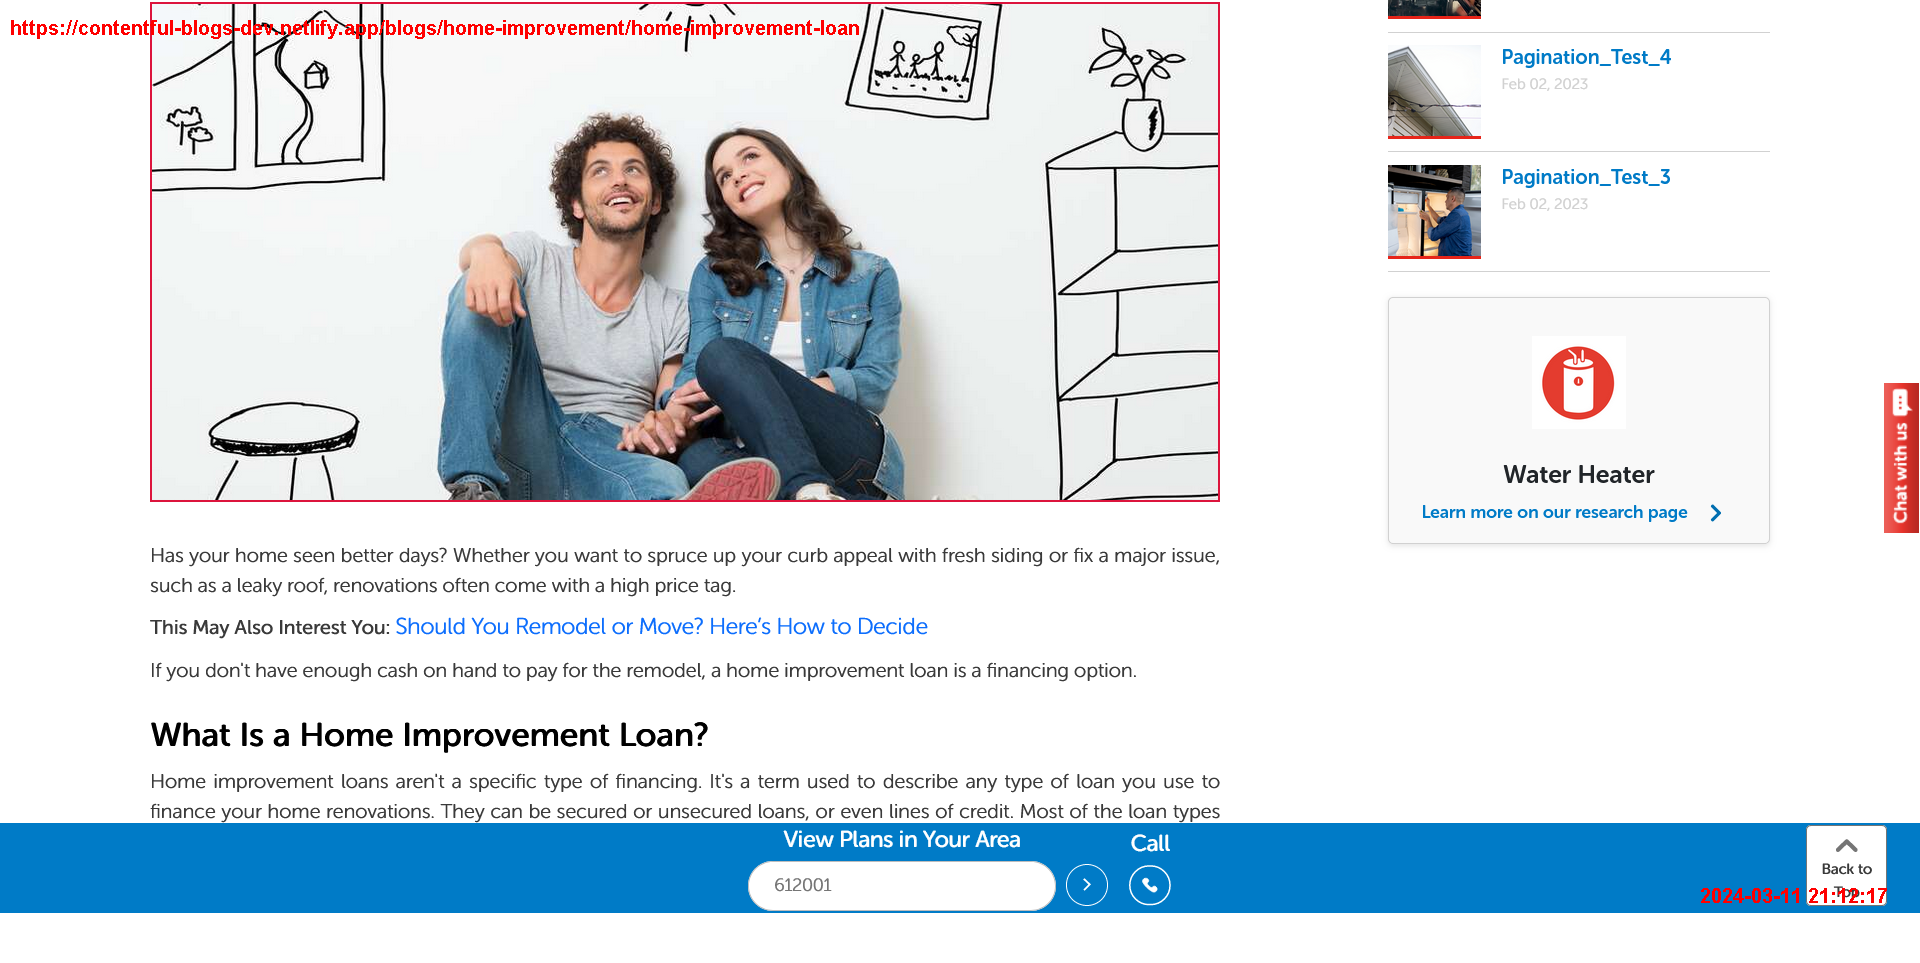 https://contentful-blogs-dev.netlify.app/blogs/home-improvement/home-improvement-loan
Has your home seen better days? Whether you want to spruce up your curb appeal with fresh siding or fix a major issue,
such as a leaky roof, renovations often come with a high price tag.
This May Also Interest You: Should You Remodel or Move? Here’s How to Decide
If you don't have enough cash on hand to pay for the remodel, a home improvement loan is a financing option.
What Is a Home Improvement Loan?
Home improvement loans aren't a specific type of financing. It's a term used to describe any type of loan you use to
finance your home renovations. They can be secured or unsecured loans, or even lines of credit. Most of the loan types
Pagination_Test_4
Feb 02, 2023
Pagination_Test_3
Feb 02, 2023
Water Heater
Learn more on our research page
Chat with us
View Plans in Your Area
612001
Call
Back to
Top
2024-03-11 21:12:17